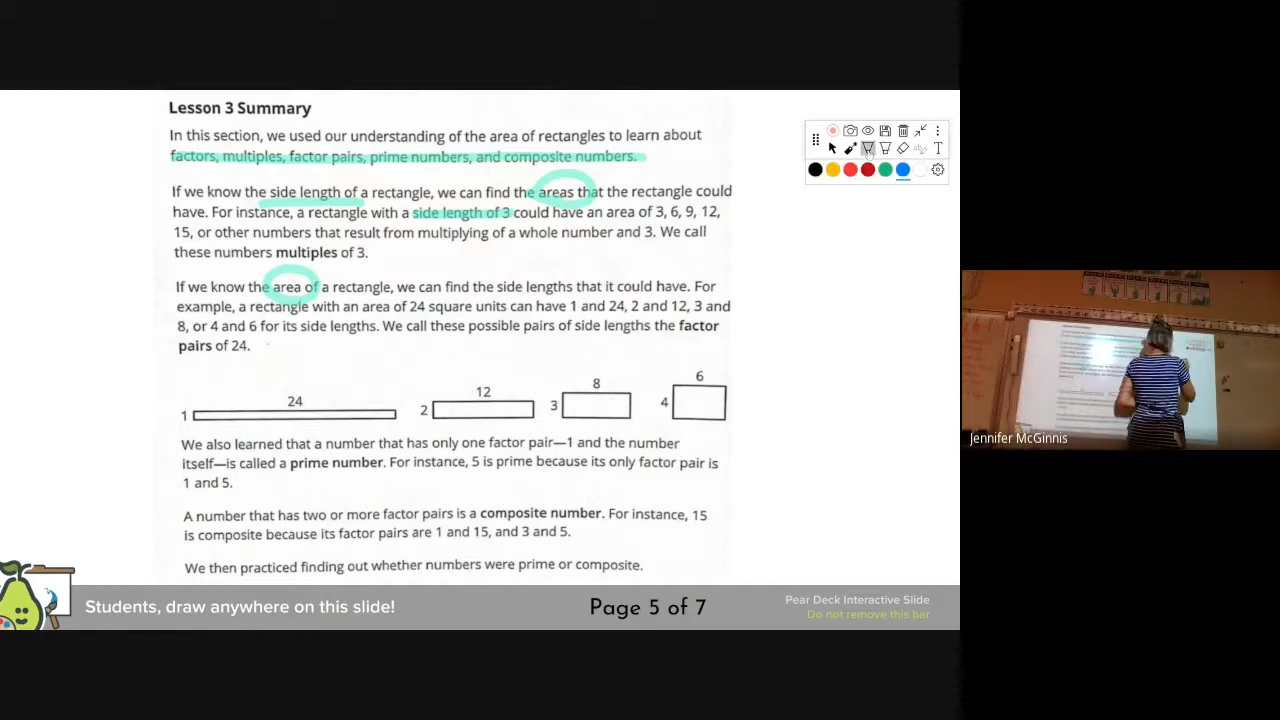 Lesson 3 Summary
In this section, we used our understanding of the area of rectangles to learn about
factors, multiples, factor pairs, prime numbers, and composite numbers.
If we know the side length of a rectangle, we can find the areas that the rectangle could
have. For instance, a rectangle with a side length of 3 could have an area of 3, 6, 9, 12,
15, or other numbers that result from multiplying of a whole number and 3. We call
these numbers multiples of 3.
If we know the area of a rectangle, we can find the side lengths that it could have. For
example, a rectangle with an area of 24 square units can have 1 and 24, 2 and 12, 3 and
8, or 4 and 6 for its side lengths. We call these possible pairs of side lengths the factor
pairs of 24.
24
1
12
2
8
3
6
4
We also learned that a number that has only one factor pair—1 and the number
itself—is called a prime number. For instance, 5 is prime because its only factor pair is
1 and 5.
A number that has two or more factor pairs is a composite number. For instance, 15
is composite because its factor pairs are 1 and 15, and 3 and 5.
We then practiced finding out whether numbers were prime or composite.
Students, draw anywhere on this slide!
Page 5 of 7
Pear Deck Interactive Slide
Do not remove this bar
Jennifer McGinnis